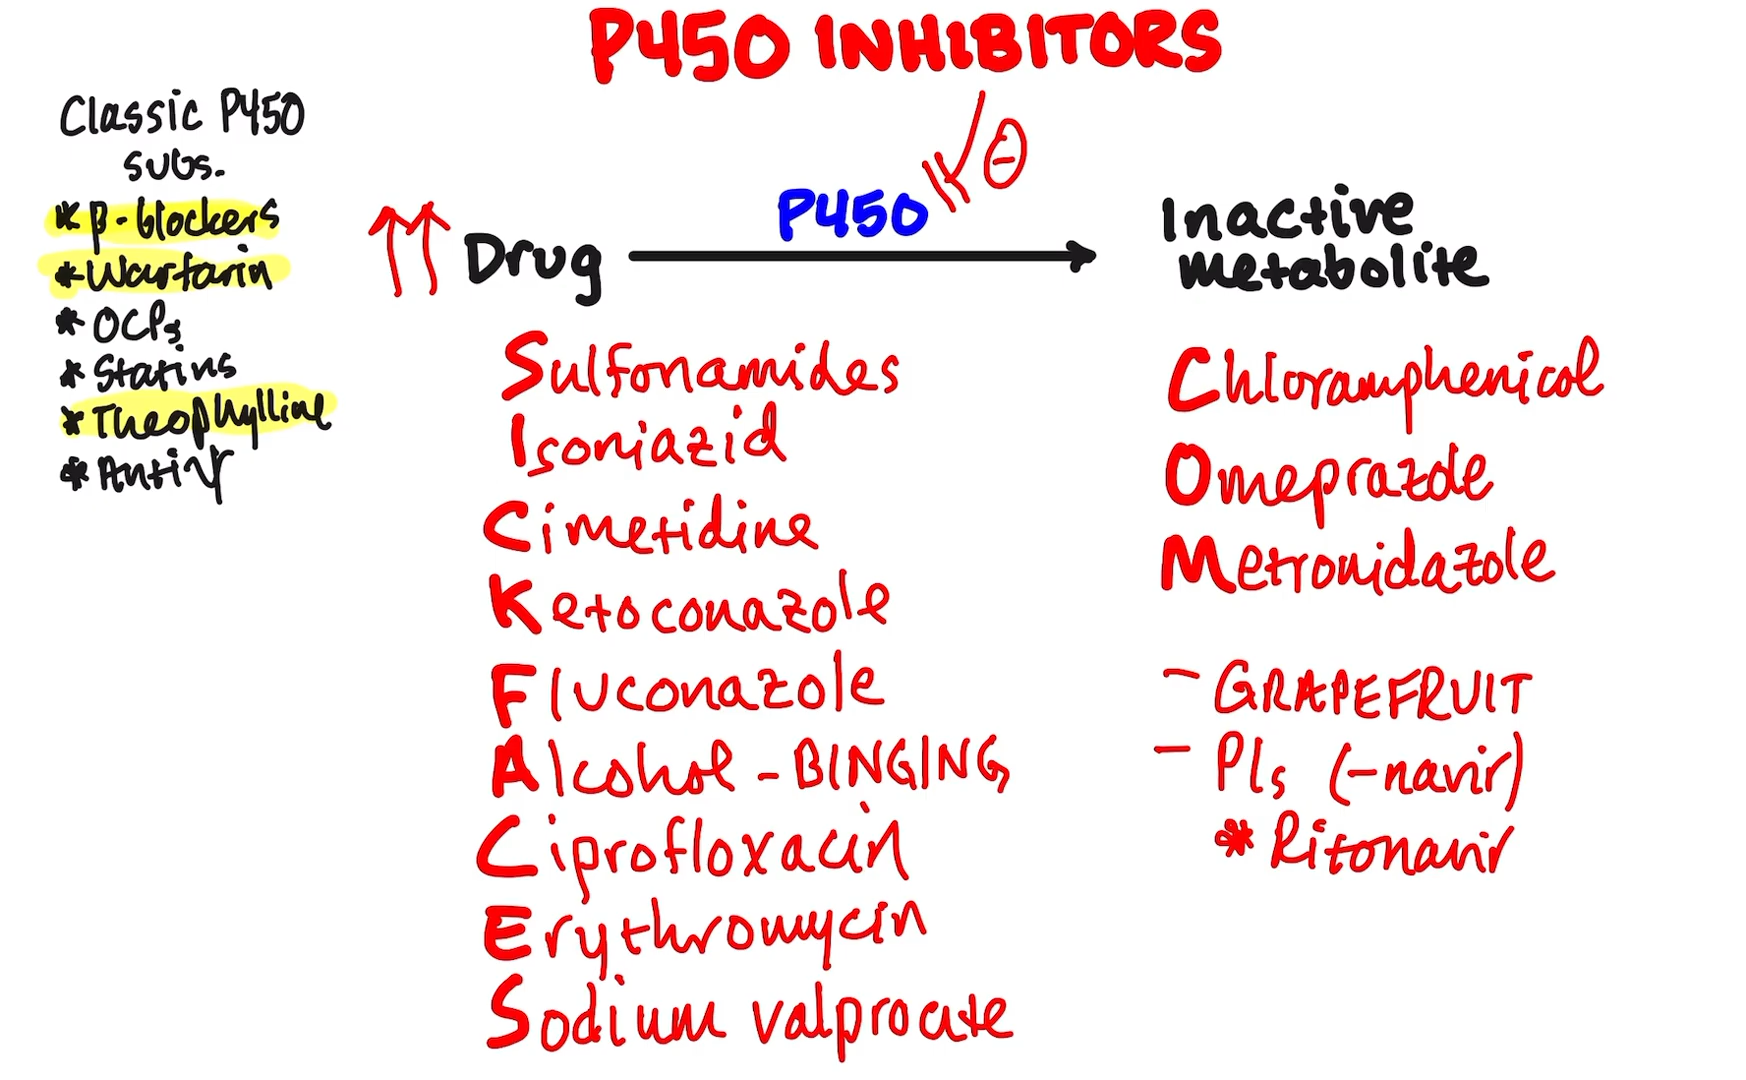 P450 INHIBITORS
Classic P450
subs.
* β-blockers
* Warfarin
* OCPs
* Statins
* Theophylline
* Antiψ
↑↑ Drug
P450
⊖
Inactive
metabolite
Sulfonamides
Isoniazid
Cimetidine
Ketoconazole
Fluconazole
Alcohol - BINGING
Ciprofloxacin
Erythromycin
Sodium valproate
Chloramphenicol
Omeprazole
Metronidazole
- GRAPEFRUIT
- PIs (-navir)
* Ritonavir